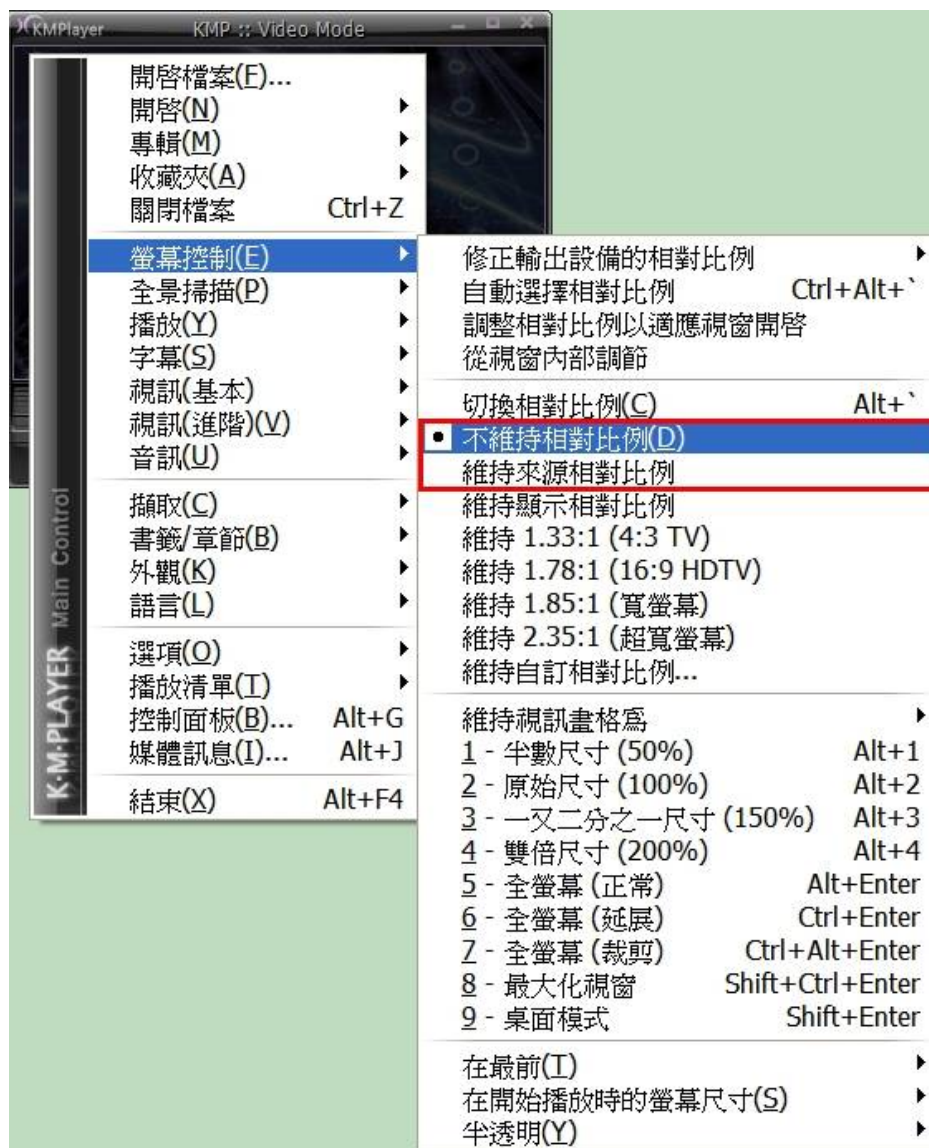 KMPlayer KMP :: Video Mode
開啓檔案(F)...
開啓(N)
專輯(M)
收藏夾(A)
關閉檔案 Ctrl+Z
螢幕控制(E)
全景掃描(P)
播放(Y)
字幕(S)
視訊(基本)
視訊(進階)(V)
音訊(U)
擷取(C)
書籤/章節(B)
外觀(K)
語言(L)
選項(O)
播放清單(T)
控制面板(B)... Alt+G
媒體訊息(I)... Alt+J
結束(X) Alt+F4
K·M·PLAYER Main Control
修正輸出設備的相對比例
自動選擇相對比例 Ctrl+Alt+`
調整相對比例以適應視窗開啓
從視窗內部調節
切換相對比例(C) Alt+`
不維持相對比例(D)
維持來源相對比例
維持顯示相對比例
維持 1.33:1 (4:3 TV)
維持 1.78:1 (16:9 HDTV)
維持 1.85:1 (寬螢幕)
維持 2.35:1 (超寬螢幕)
維持自訂相對比例...
維持視訊畫格爲
1 - 半數尺寸 (50%) Alt+1
2 - 原始尺寸 (100%) Alt+2
3 - 一又二分之一尺寸 (150%) Alt+3
4 - 雙倍尺寸 (200%) Alt+4
5 - 全螢幕 (正常) Alt+Enter
6 - 全螢幕 (延展) Ctrl+Enter
7 - 全螢幕 (裁剪) Ctrl+Alt+Enter
8 - 最大化視窗 Shift+Ctrl+Enter
9 - 桌面模式 Shift+Enter
在最前(T)
在開始播放時的螢幕尺寸(S)
半透明(Y)